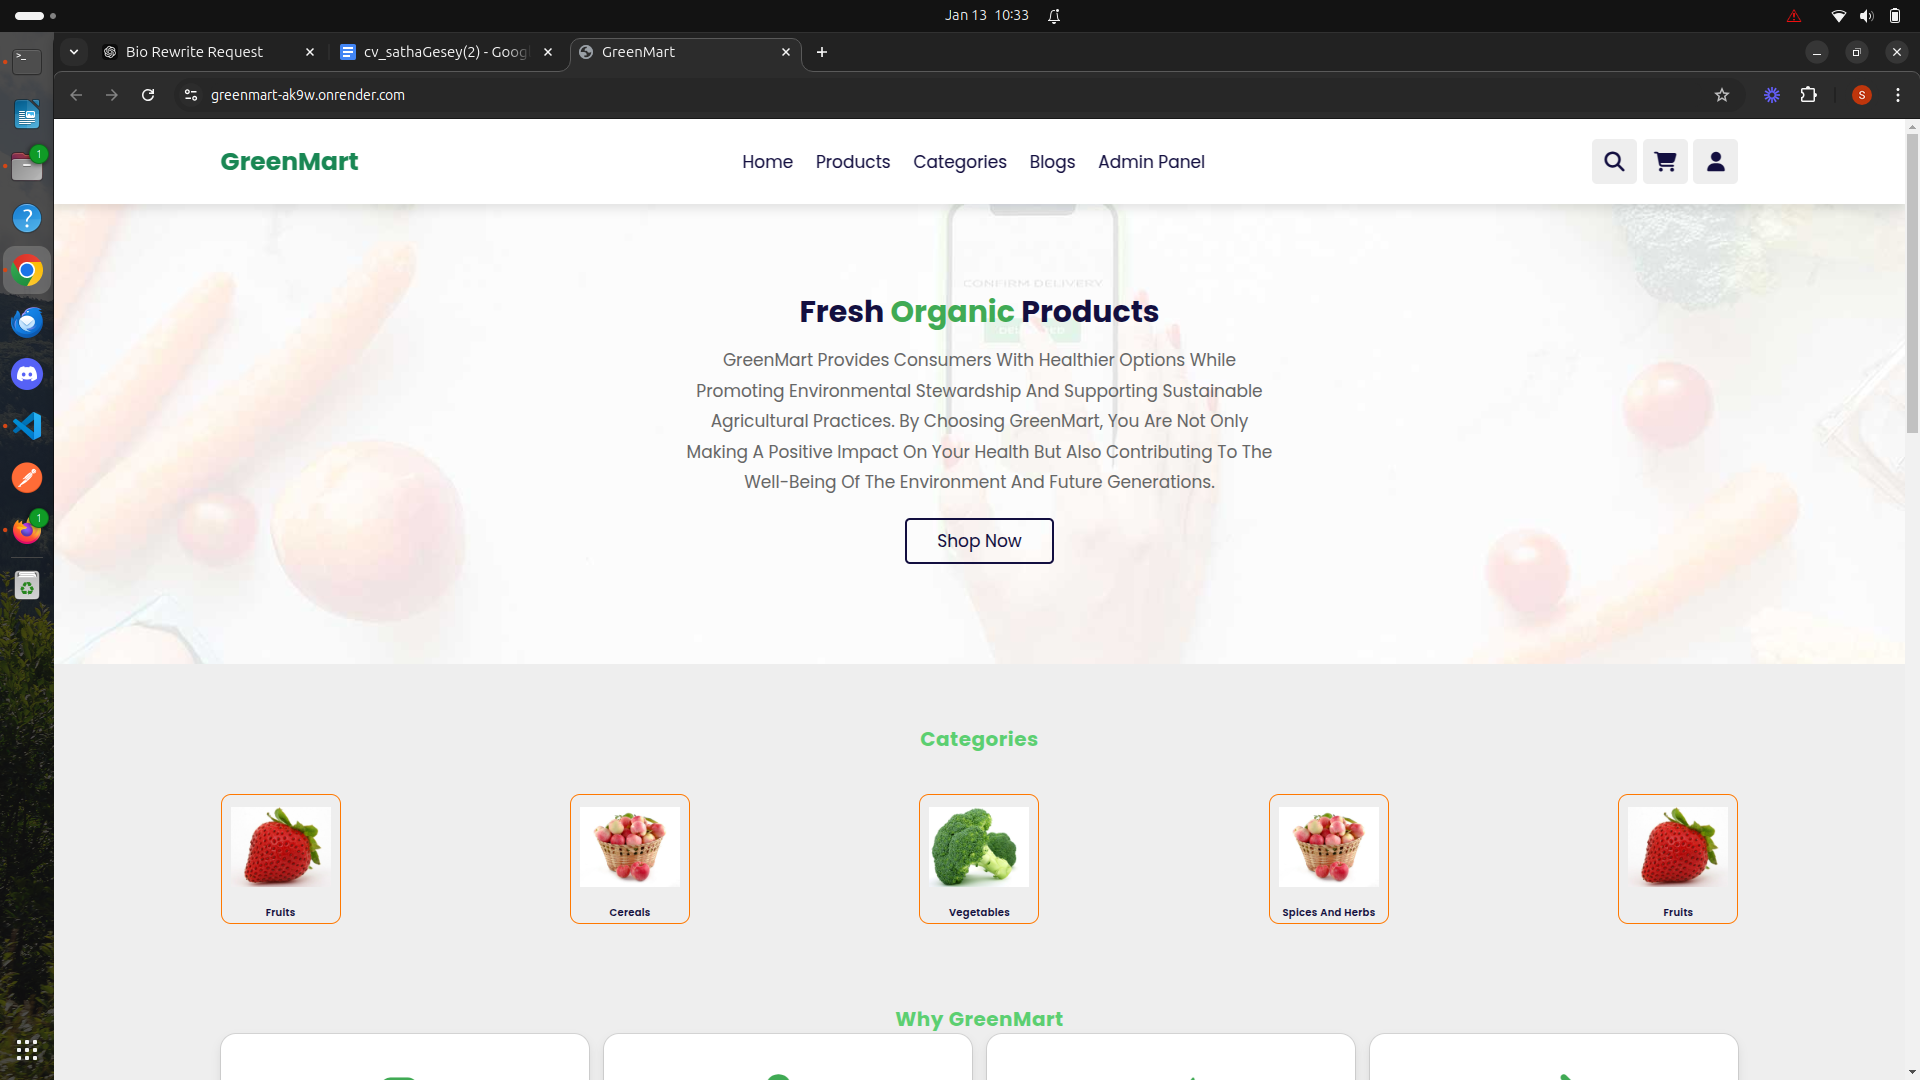 Jan 13 10:33
Bio Rewrite Request
cv_sathaGesey(2) - Goog
GreenMart
greenmart-ak9w.onrender.com
S
1
1
GreenMart
Home
Products
Categories
Blogs
Admin Panel
CONFIRM DELIVERY
Fresh Organic Products
GreenMart Provides Consumers With Healthier Options While
Promoting Environmental Stewardship And Supporting Sustainable
Agricultural Practices. By Choosing GreenMart, You Are Not Only
Making A Positive Impact On Your Health But Also Contributing To The
Well-Being Of The Environment And Future Generations.
Shop Now
Categories
Fruits
Cereals
Vegetables
Spices And Herbs
Fruits
Why GreenMart